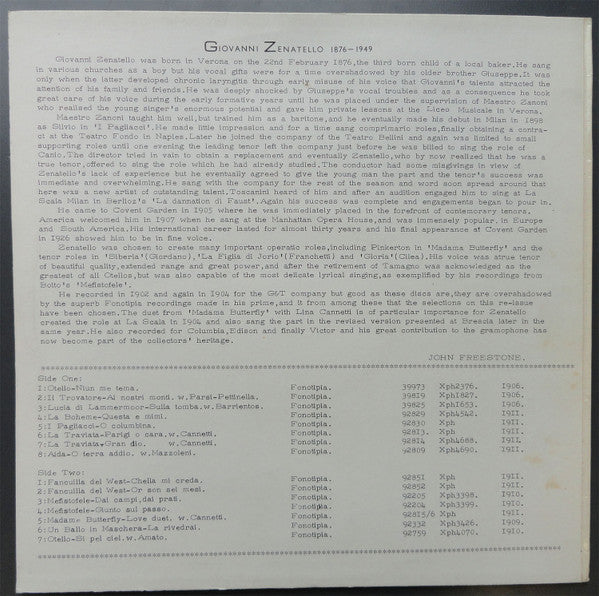 GIOVANNI ZENATELLO 1876-1949
Giovanni Zenatello was born in Verona on the 22nd February 1876,the third born child of a local baker.He sang
in various churches as a boy but his vocal gifts were for a time overshadowed by his older brother Giuseppe.It was
only when the latter developed chronic laryngitis through early misuse of his voice that Giovanni's talents attracted the
attention of his family and friends.He was deeply shocked by Giuseppe's vocal troubles and as a consequence he took
great care of his voice during the early formative years until he was placed under the supervision of Maestro Zanoni
who realised the young singer's enormous potential and gave him private lessons at the Liceo Musicale in Verona.
Maestro Zanoni taught him well,but trained him as a baritone,and he eventually made his debut in Milan in 1898
as Silvio in 'I Pagliacci'.He made little impression and for a time sang comprimario roles,finally obtaining a contra-
ct at the Teatro Fondo in Naples.Later he joined the company of the Teatro Bellini and again was limited to small
supporting roles until one evening the leading tenor left the company just before he was billed to sing the role of
Canio.The director tried in vain to obtain a replacement and eventually Zenatello,who by now realized that he was a
true tenor,offered to sing the role which he had already studied.The conductor had some misgivings in view of
Zenatello's lack of experience but he eventually agreed to give the young man the part and the tenor's success was
immediate and overwhelming.He sang with the company for the rest of the season and word soon spread around that
here was a new artist of outstanding talent.Toscanini heard of him and after an audition engaged him to sing at La
Scala Milan in Berlioz's 'La dannation di Faust'.Again his success was complete and engagements began to pour in.
He came to Covent Garden in 1905 where he was immediately placed in the forefront of contemorary tenors.
America welcomed him in 1907 when he sang at the Manhattan Opera House,and was immensely popular in Europe
and South America.His international career lasted for almost thirty years and his final appearance at Covent Garden
in 1926 showed him to be in fine voice.
Zenatello was chosen to create many important operatic roles,including Pinkerton in 'Madama Butterfly' and the
tenor roles in 'Siberia'(Giordano),'La Figlia di Jorio'(Franchetti) and 'Gloria'(Cilea).His voice was atrue tenor
of beautiful quality,extended range and great power,and after the retirement of Tamagno was acknowledged as the
greatest of all Otellos,but was also capable of the most delicate lyrical singing,as exemplified by his recordings from
Boito's 'Mefistofele'.
He recorded in 1902 and again in 1904 for the G&T company but good as these discs are,they are overshadowed
by the superb Fonotipia recordings made in his prime,and it from among these that the selections on this re-issue
have been chosen.The duet from 'Madama Butterfly'with Lina Cannetti is of particular importance for Zenatello
created the role at La Scala in 1904 and also sang the part in the revised version presented at Brescia later in the
same year.He also recorded for Columbia,Edison and finally Victor and his great contribution to the gramophone has
now become part of the collectors' heritage.
JOHN FREESTONE.
Side One:
1:Otello-Niun me tema. Fonotipia. 39973 Xph2376. 1906.
2:Il Trovatore-Ai nostri monti. w.Parsi-Pettinella. Fonotipia. 39819 Xph1827. 1906.
3:Lucia di Lammermoor-Sulla tomba.w.Barrientos. Fonotipia. 39825 Xph1653. 1906.
4:La Boheme-Questa e mimi. Fonotipia. 92829 Xph4542. 1911.
5:I Pagliacci-O columbina. Fonotipia. 92830 Xph 1911.
6:La Traviata-Parigi o cara.w.Cannetti. Fonotipia. 92813. Xph 1911.
7:La Traviata-Gran dio. w.Cannetti. Fonotipia. 92814 Xph4688. 1911.
8:Aida-O terra addio. w.Mazzoleni. Fonotipia. 92809 Xph4690. 1911.
Side Two:
1:Fanciulla del West-Chella mi creda. Fonotipia. 92851 Xph 1911.
2:Fanciulla del West-Or son sei mesi. Fonotipia. 92852 Xph 1911.
3:Mefistofele-Dai campi,dai prati. Fonotipia. 92205 Xph3398. 1910.
4:Mefistofele-Giunto sul passo. Fonotipia. 92204 Xph3399. 1910.
5:Madame Butterfly-Love duet. w.Cannetti. Fonotipia. 92815/6 Xph 1911.
6:Un Ballo in Maschera-La rivedrai. Fonotipia. 92332 Xph3426. 1909.
7:Otello-Si pel ciel.w.Amato. Fonotipia. 92759 Xph4070. 1910.